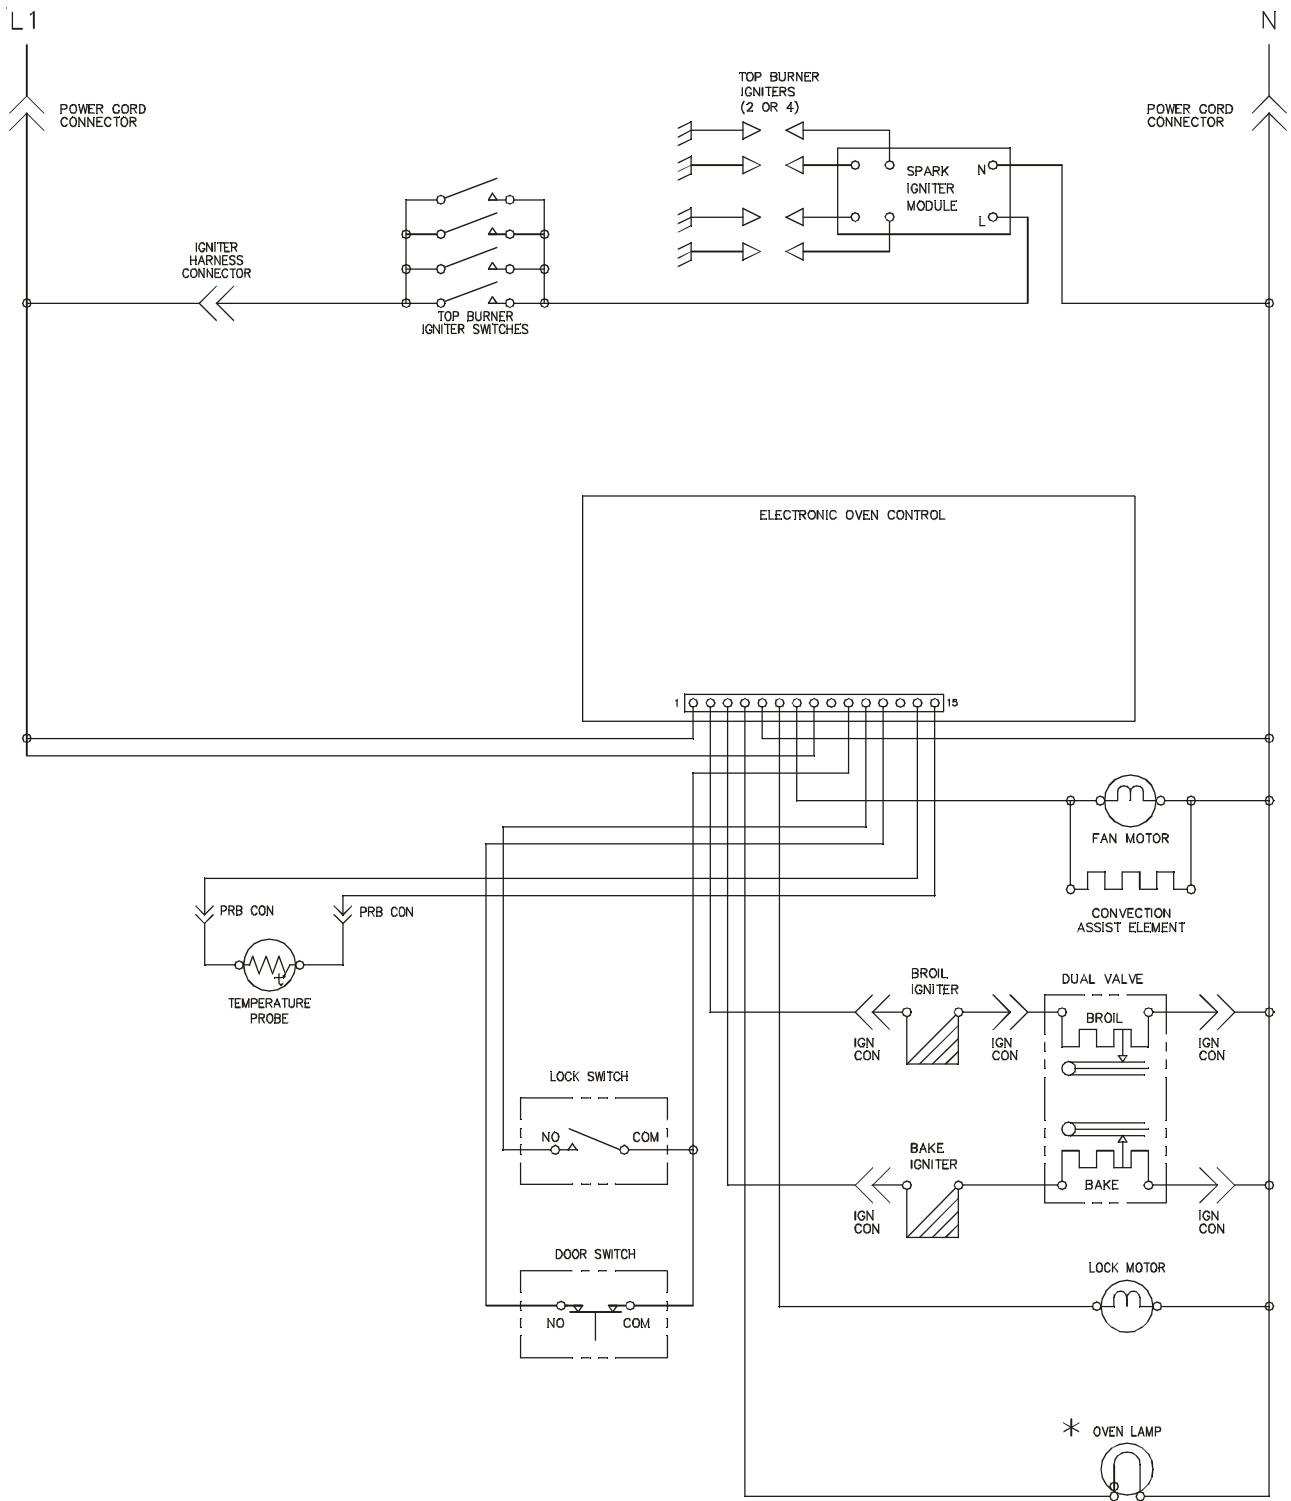 L1
N
POWER CORD
CONNECTOR
TOP BURNER
IGNITERS
(2 OR 4)
POWER CORD
CONNECTOR
SPARK
IGNITER
MODULE
N
L
IGNITER
HARNESS
CONNECTOR
TOP BURNER
IGNITER SWITCHES
ELECTRONIC OVEN CONTROL
1
15
FAN MOTOR
CONVECTION
ASSIST ELEMENT
PRB CON
PRB CON
TEMPERATURE
PROBE
BROIL
IGNITER
DUAL VALVE
BROIL
IGN
CON
IGN
CON
IGN
CON
LOCK SWITCH
NO
COM
BAKE
IGNITER
BAKE
IGN
CON
IGN
CON
DOOR SWITCH
NO
COM
LOCK MOTOR
* OVEN LAMP